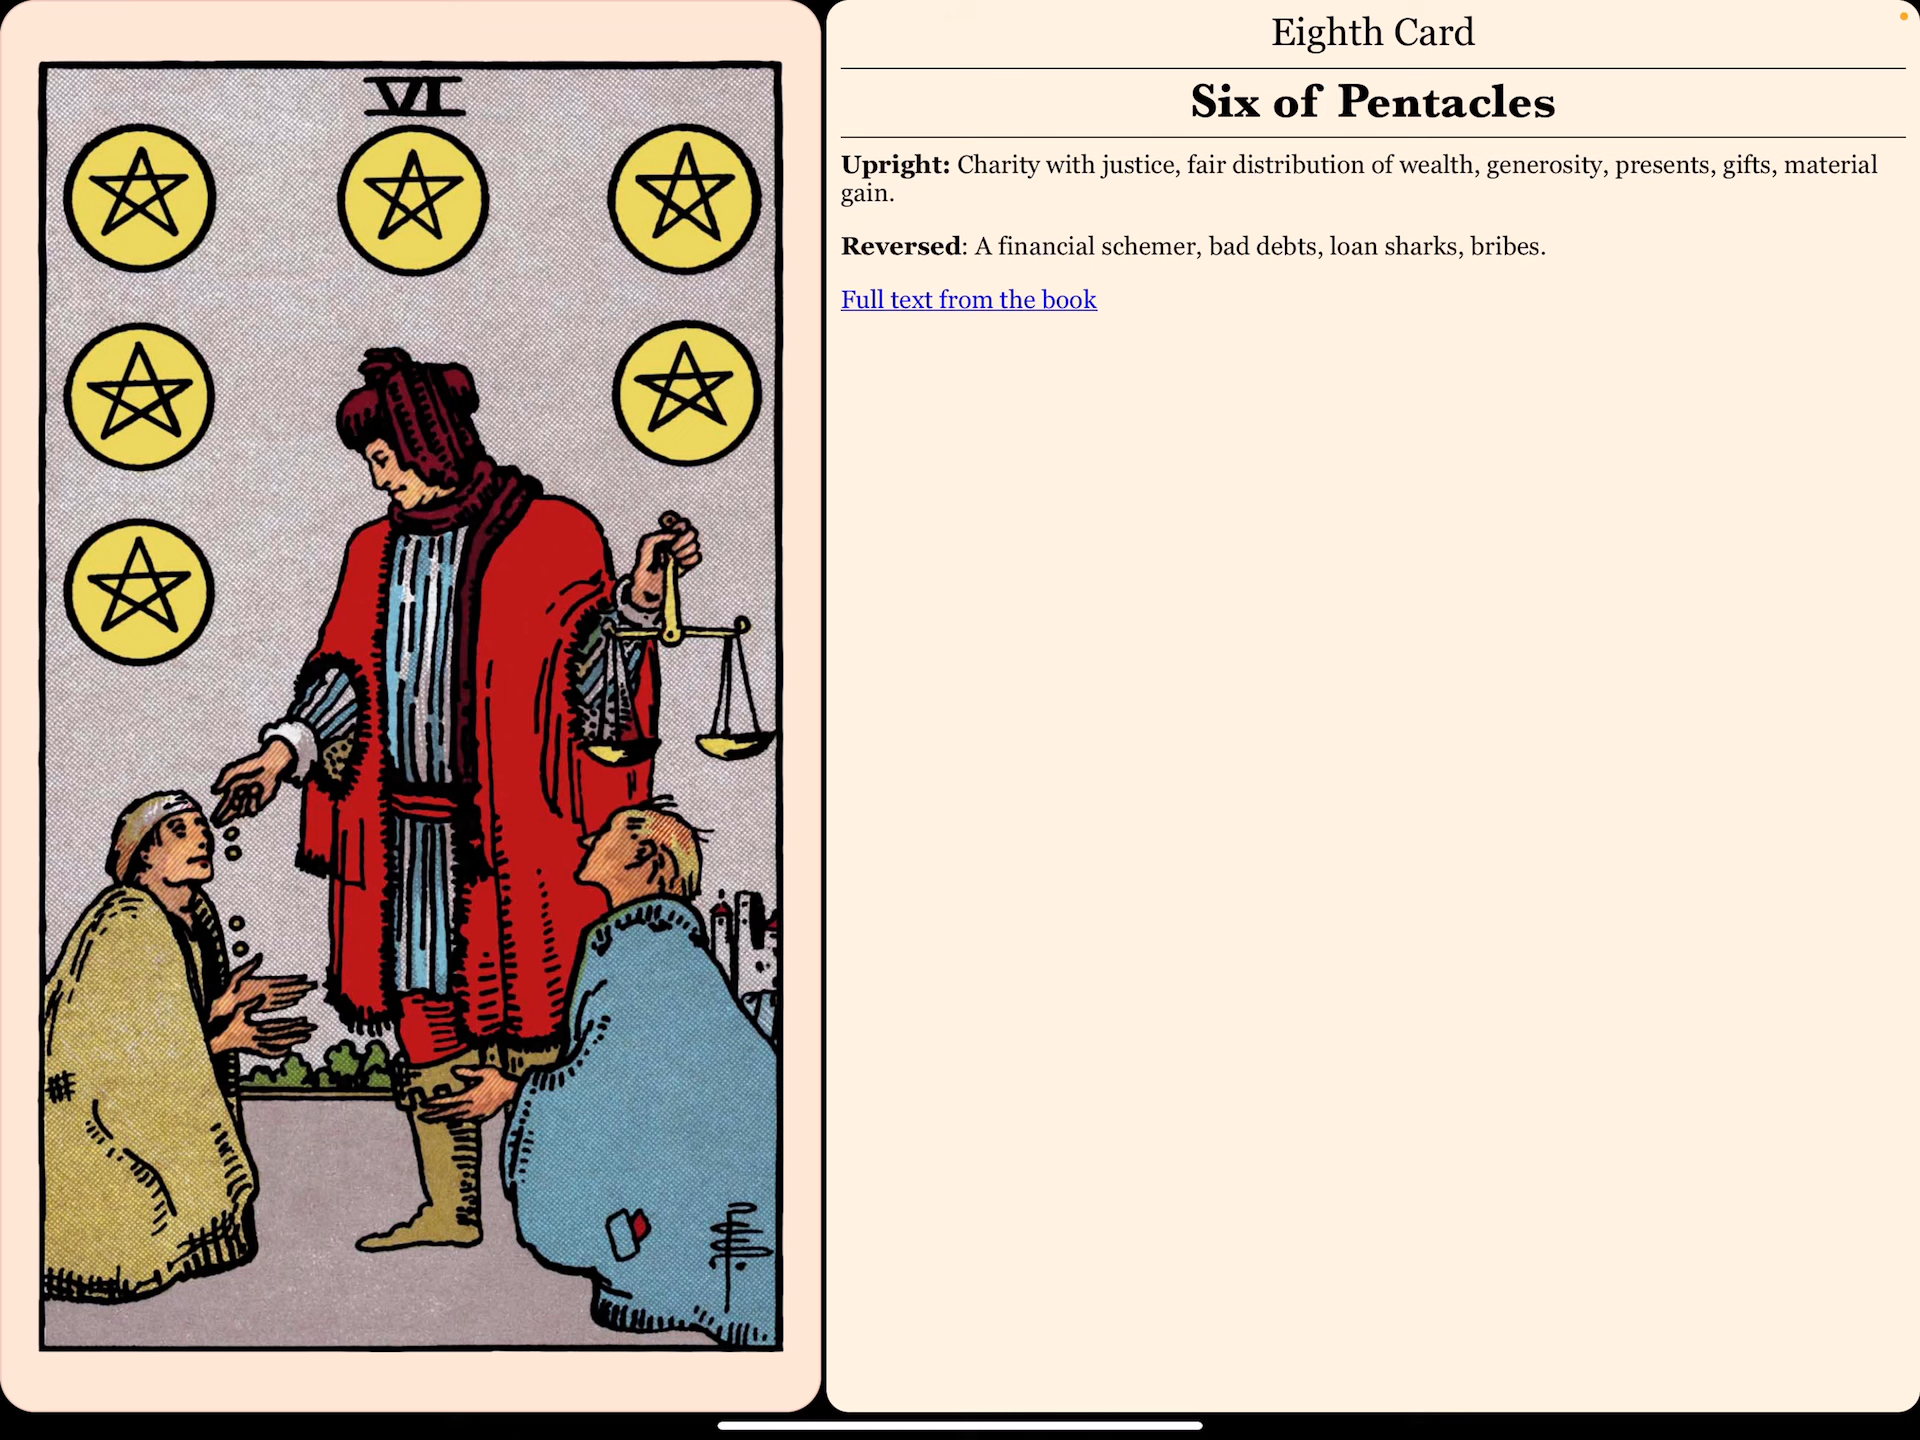 VI
Eighth Card
Six of Pentacles
Upright: Charity with justice, fair distribution of wealth, generosity, presents, gifts, material
gain.
Reversed: A financial schemer, bad debts, loan sharks, bribes.
Full text from the book